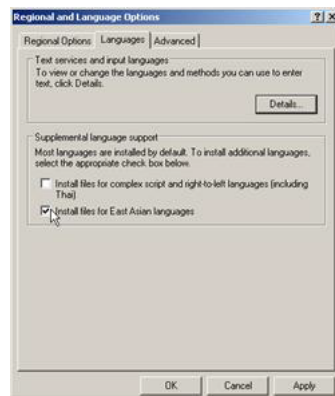 Regional and Language Options
Regional Options
Languages
Advanced
Text services and input languages
To view or change the languages and methods you can use to enter
text, click Details.
Details...
Supplemental language support
Most languages are installed by default. To install additional languages,
select the appropriate check box below.
Install files for complex script and right-to-left languages (including
Thai)
Install files for East Asian languages
OK
Cancel
Apply